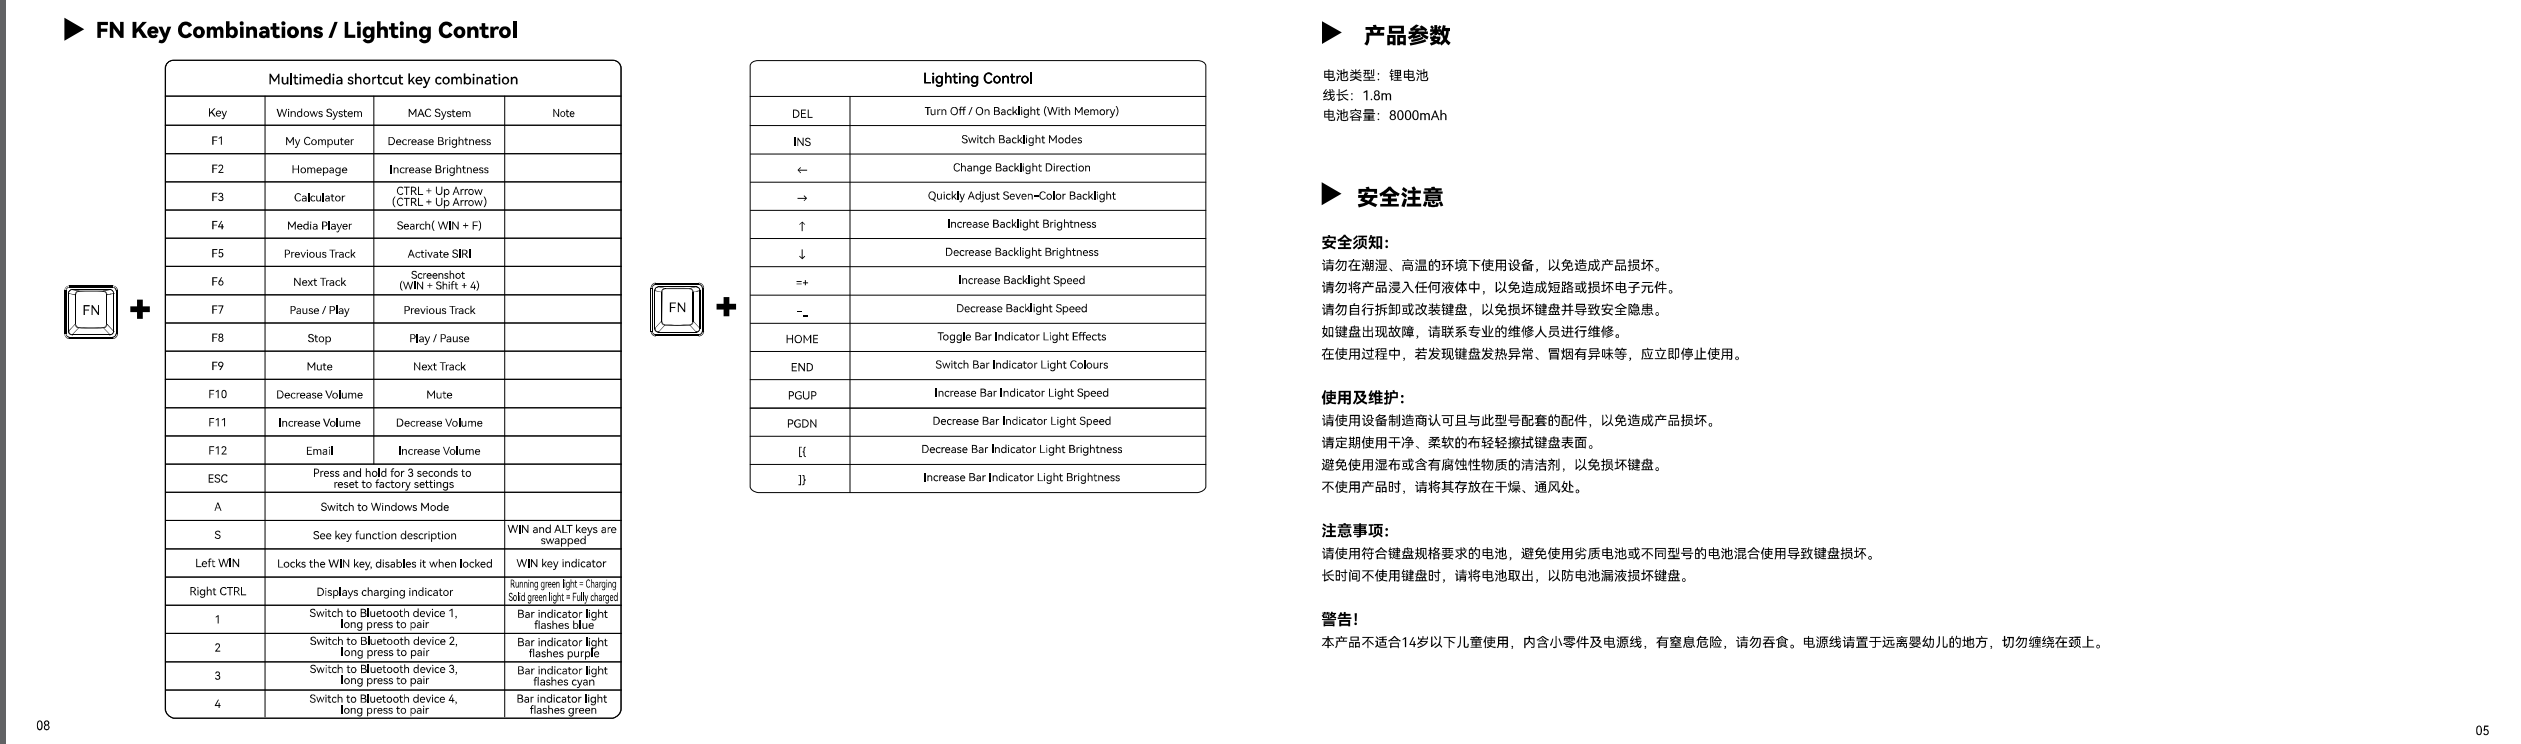 ▶ FN Key Combinations / Lighting Control
FN +
Multimedia shortcut key combination
Key Windows System MAC System Note
F1 My Computer Decrease Brightness
F2 Homepage Increase Brightness
F3 Calculator CTRL + Up Arrow
(CTRL + Up Arrow)
F4 Media Player Search( WIN + F)
F5 Previous Track Activate SIRI
F6 Next Track Screenshot
(WIN + Shift + 4)
F7 Pause / Play Previous Track
F8 Stop Play / Pause
F9 Mute Next Track
F10 Decrease Volume Mute
F11 Increase Volume Decrease Volume
F12 Email Increase Volume
ESC Press and hold for 3 seconds to
reset to factory settings
A Switch to Windows Mode
S See key function description WIN and ALT keys are
swapped
Left WIN Locks the WIN key, disables it when locked WIN key indicator
Right CTRL Displays charging indicator Running green light = Charging
Solid green light = Fully charged
1 Switch to Bluetooth device 1,
long press to pair Bar indicator light
flashes blue
2 Switch to Bluetooth device 2,
long press to pair Bar indicator light
flashes purple
3 Switch to Bluetooth device 3,
long press to pair Bar indicator light
flashes cyan
4 Switch to Bluetooth device 4,
long press to pair Bar indicator light
flashes green
08
FN +
Lighting Control
DEL Turn Off / On Backlight (With Memory)
INS Switch Backlight Modes
← Change Backlight Direction
→ Quickly Adjust Seven-Color Backlight
↑ Increase Backlight Brightness
↓ Decrease Backlight Brightness
=+ Increase Backlight Speed
-_ Decrease Backlight Speed
HOME Toggle Bar Indicator Light Effects
END Switch Bar Indicator Light Colours
PGUP Increase Bar Indicator Light Speed
PGDN Decrease Bar Indicator Light Speed
[{ Decrease Bar Indicator Light Brightness
]} Increase Bar Indicator Light Brightness
▶ 产品参数
电池类型：锂电池
线长：1.8m
电池容量：8000mAh
▶ 安全注意
安全须知：
请勿在潮湿、高温的环境下使用设备，以免造成产品损坏。
请勿将产品浸入任何液体中，以免造成短路或损坏电子元件。
请勿自行拆卸或改装键盘，以免损坏键盘并导致安全隐患。
如键盘出现故障，请联系专业的维修人员进行维修。
在使用过程中，若发现键盘发热异常、冒烟有异味等，应立即停止使用。
使用及维护：
请使用设备制造商认可且与此型号配套的配件，以免造成产品损坏。
请定期使用干净、柔软的布轻轻擦拭键盘表面。
避免使用湿布或含有腐蚀性物质的清洁剂，以免损坏键盘。
不使用产品时，请将其存放在干燥、通风处。
注意事项：
请使用符合键盘规格要求的电池，避免使用劣质电池或不同型号的电池混合使用导致键盘损坏。
长时间不使用键盘时，请将电池取出，以防电池漏液损坏键盘。
警告！
本产品不适合14岁以下儿童使用，内含小零件及电源线，有窒息危险，请勿吞食。电源线请置于远离婴幼儿的地方，切勿缠绕在颈上。
05